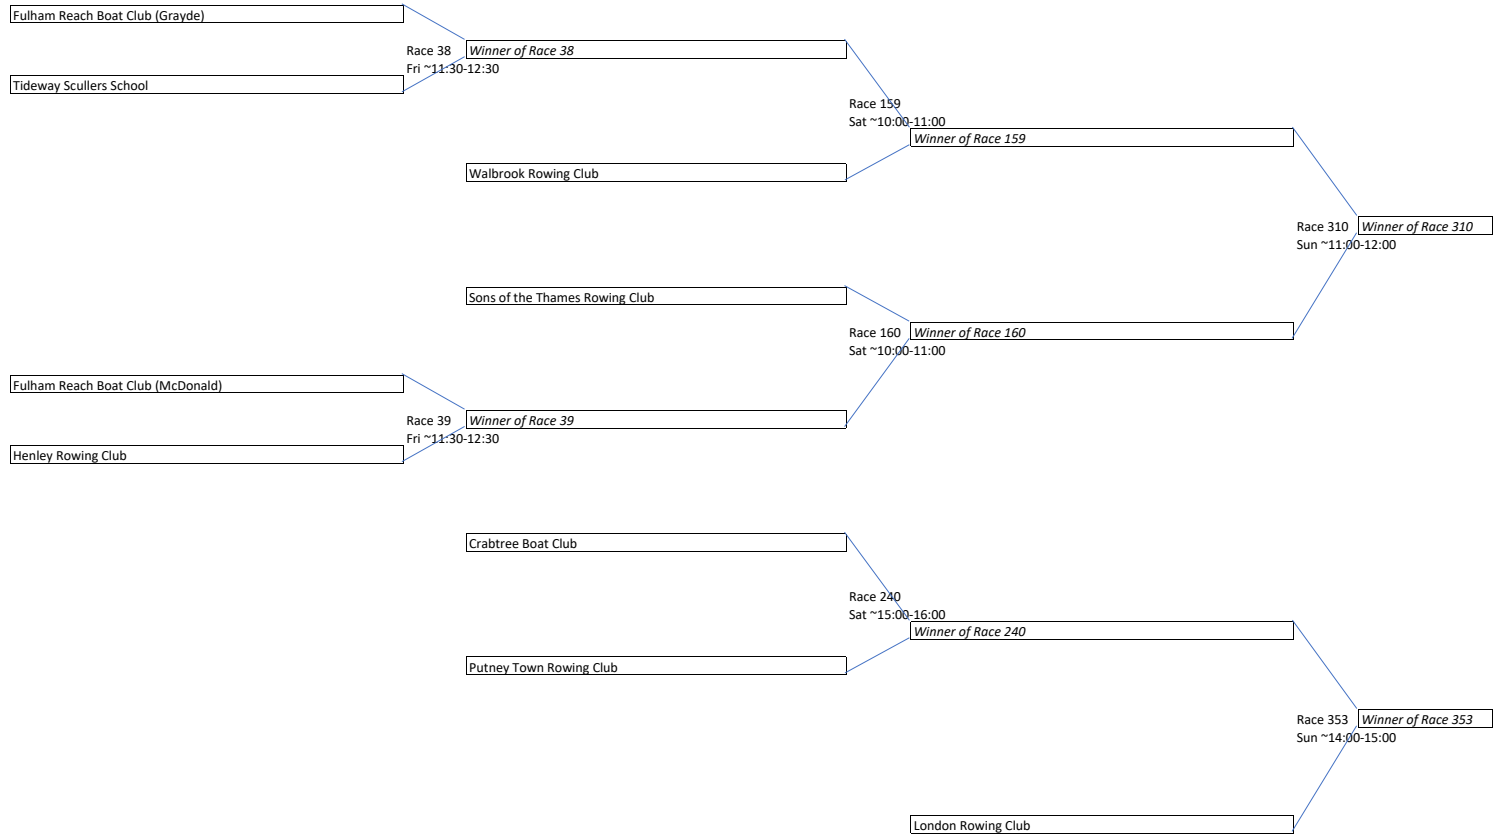 Fulham Reach Boat Club (Grayde)
Race 38
Winner of Race 38
Fri ~11:30-12:30
Tideway Scullers School
Race 159
Sat ~10:00-11:00
Winner of Race 159
Walbrook Rowing Club
Race 310
Winner of Race 310
Sun ~11:00-12:00
Sons of the Thames Rowing Club
Race 160
Winner of Race 160
Sat ~10:00-11:00
Fulham Reach Boat Club (McDonald)
Race 39
Winner of Race 39
Fri ~11:30-12:30
Henley Rowing Club
Crabtree Boat Club
Race 240
Sat ~15:00-16:00
Winner of Race 240
Putney Town Rowing Club
Race 353
Winner of Race 353
Sun ~14:00-15:00
London Rowing Club